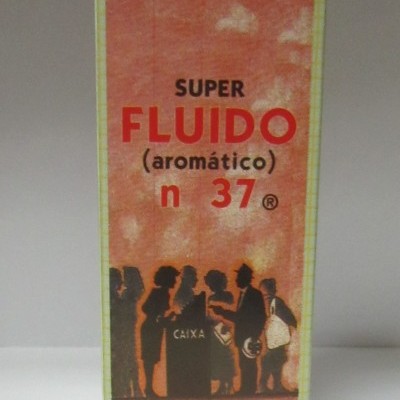 SUPER
FLUIDO
(aromático)
n 37 ®
CAIXA